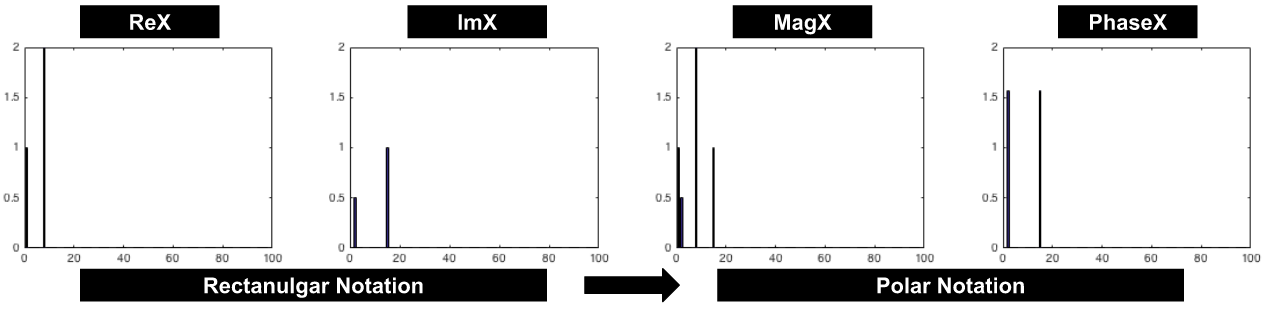 ReX
ImX
MagX
PhaseX
2 2 2 2
1.5 1.5 1.5 1.5
1 1 1 1
0.5 0.5 0.5 0.5
0 0 0 0
0 20 40 60 80 100 0 20 40 60 80 100 0 20 40 60 80 100 0 20 40 60 80 100
Rectanulgar Notation
Polar Notation